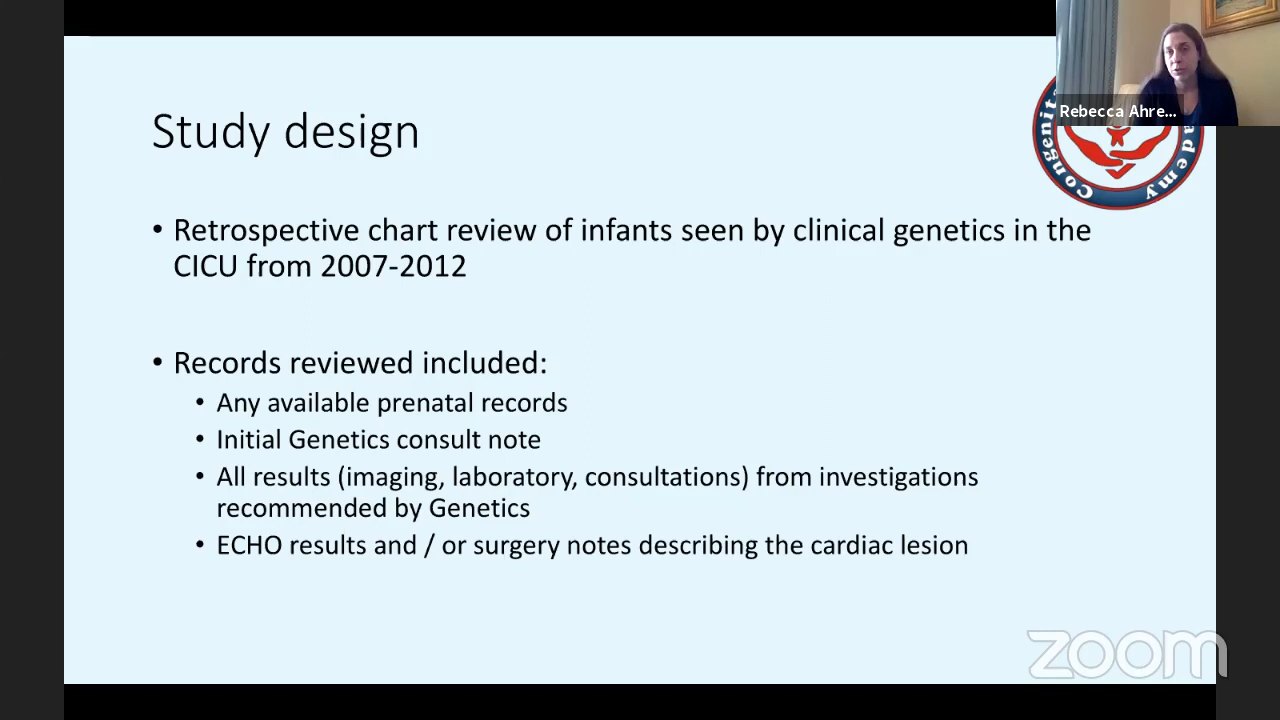 Rebecca Ahre...
Study design
• Retrospective chart review of infants seen by clinical genetics in the
CICU from 2007-2012
• Records reviewed included:
• Any available prenatal records
• Initial Genetics consult note
• All results (imaging, laboratory, consultations) from investigations
recommended by Genetics
• ECHO results and / or surgery notes describing the cardiac lesion
zoom